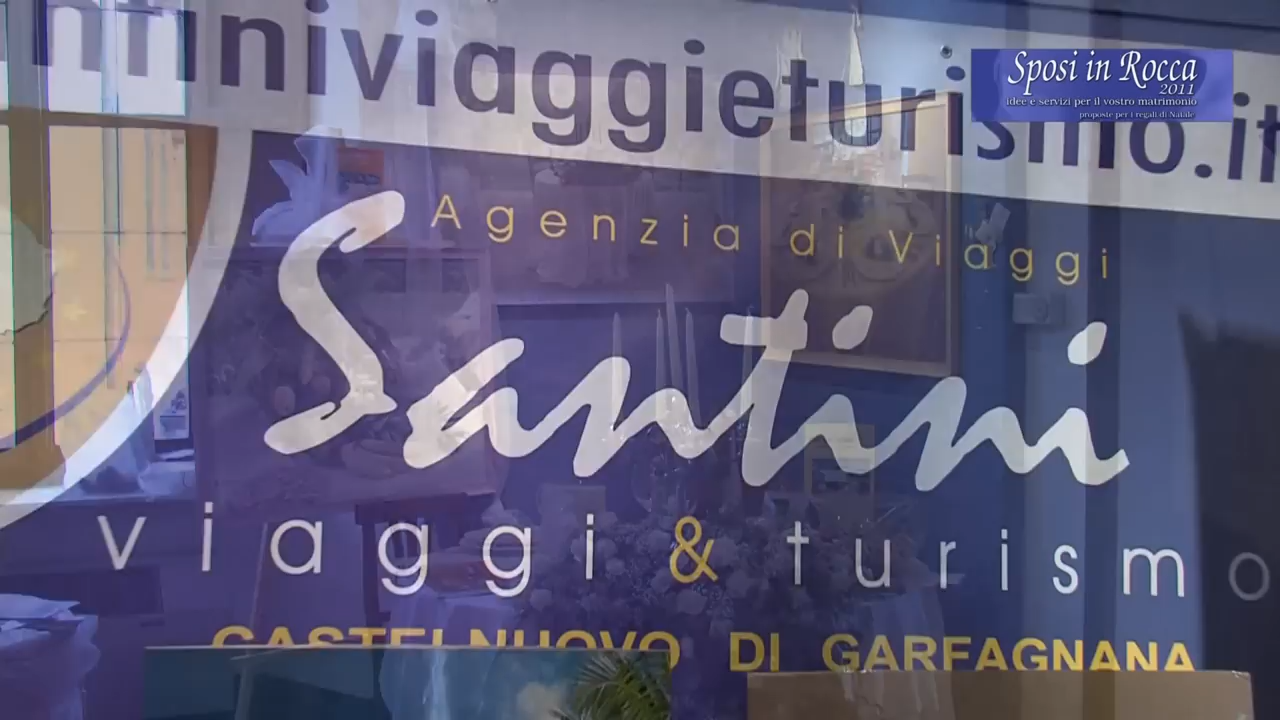 ntiniviaggieturismo.it
Sposi in Rocca
2011
idee e servizi per il vostro matrimonio
proposte per i regali di Natale
Agenzia di Viaggi
Santini
viaggi & turismo
CASTELNUOVO DI GARFAGNANA